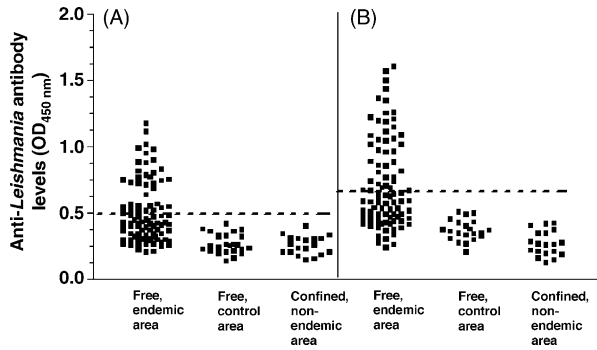 (A)
(B)
Anti-Leishmania antibody
levels (OD450 nm)
2.0
1.5
1.0
0.5
0.0
Free,
endemic
area
Free,
control
area
Confined,
non-
endemic
area
Free,
endemic
area
Free,
control
area
Confined,
non-
endemic
area